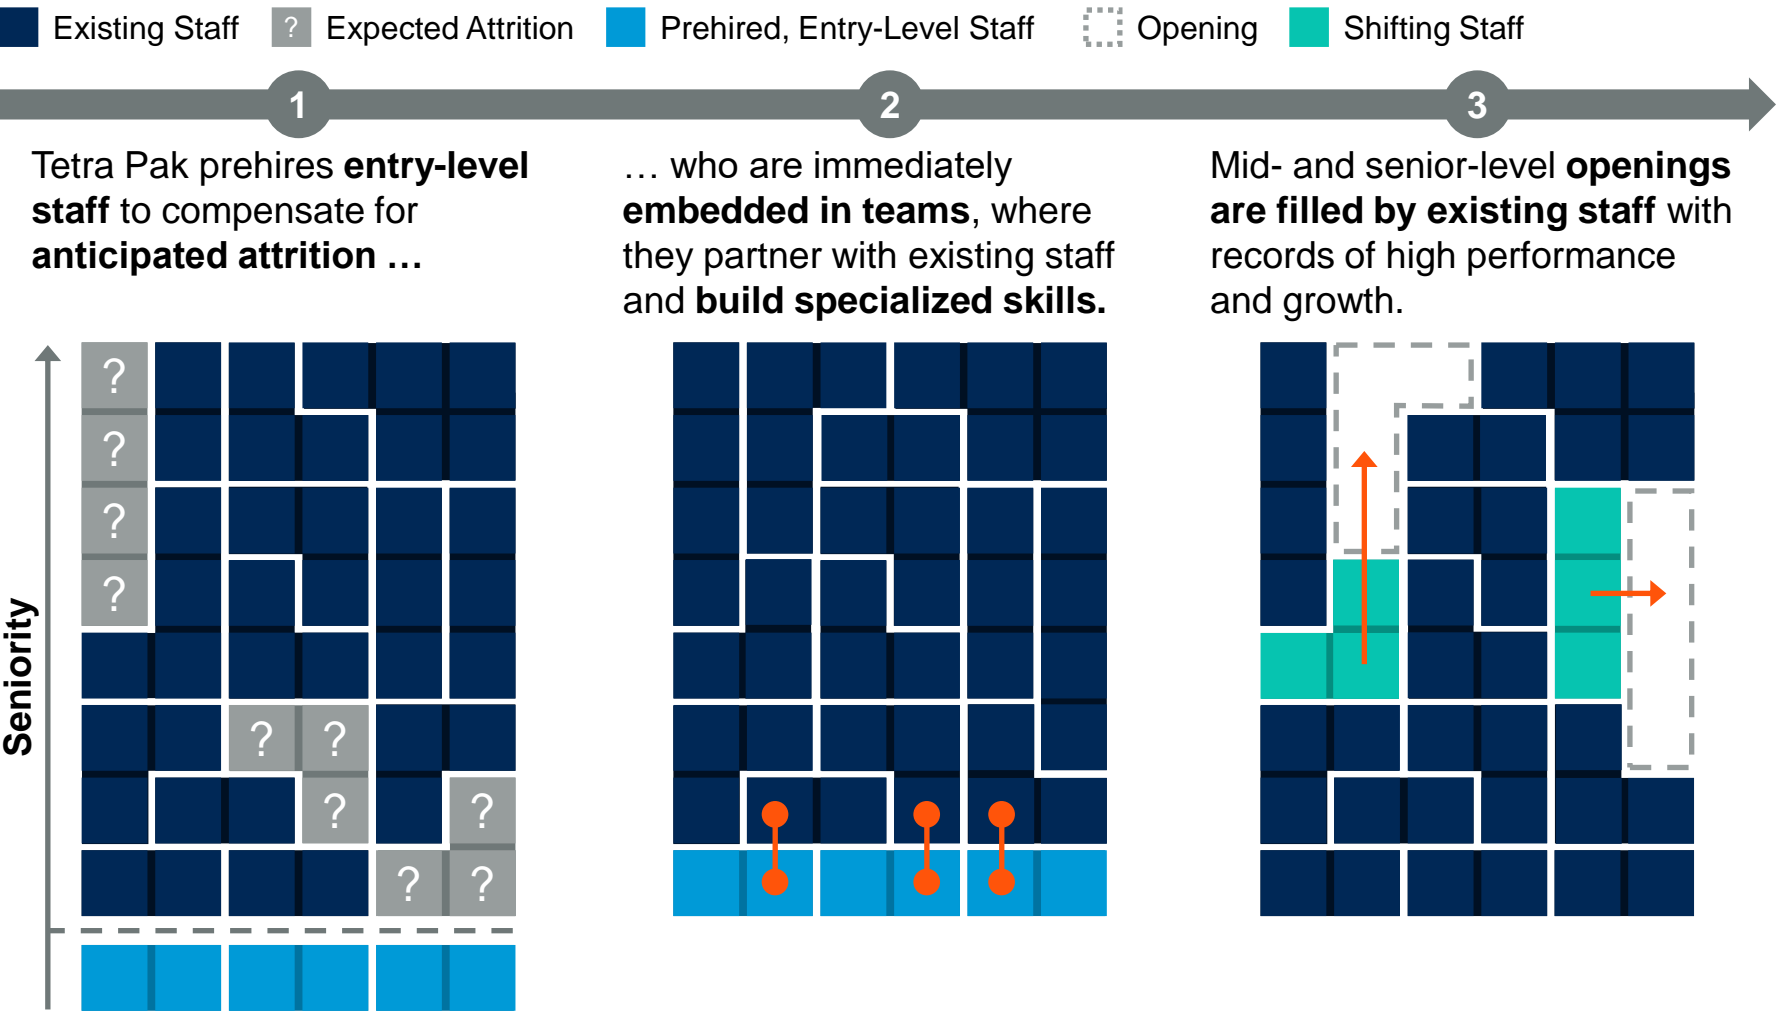 Existing Staff ? Expected Attrition Prehired, Entry-Level Staff Opening Shifting Staff
1 2 3
Tetra Pak prehires entry-level
staff to compensate for
anticipated attrition …
… who are immediately
embedded in teams, where
they partner with existing staff
and build specialized skills.
Mid- and senior-level openings
are filled by existing staff with
records of high performance
and growth.
Seniority
?
?
?
?
? ?
? ?
? ?